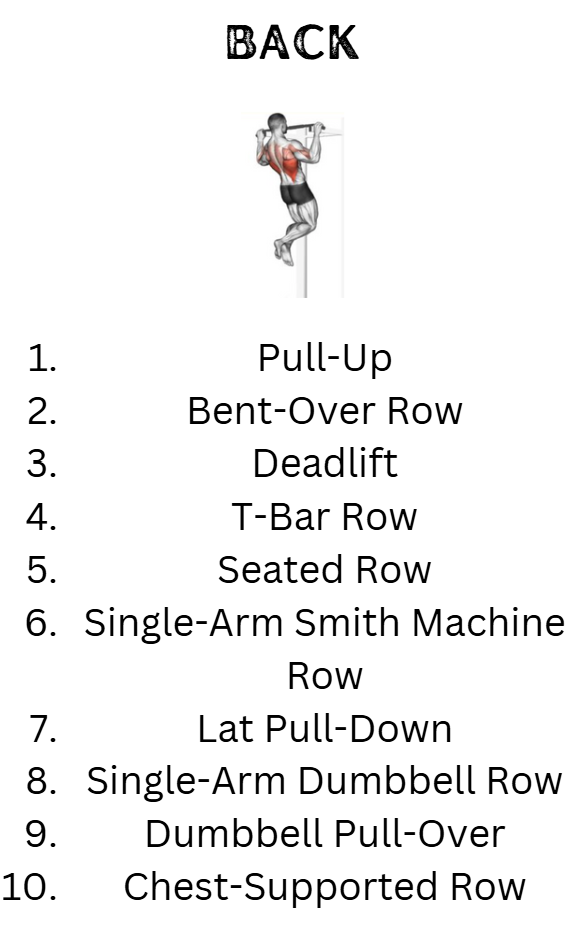 BACK
1. Pull-Up
2. Bent-Over Row
3. Deadlift
4. T-Bar Row
5. Seated Row
6. Single-Arm Smith Machine
Row
7. Lat Pull-Down
8. Single-Arm Dumbbell Row
9. Dumbbell Pull-Over
10. Chest-Supported Row